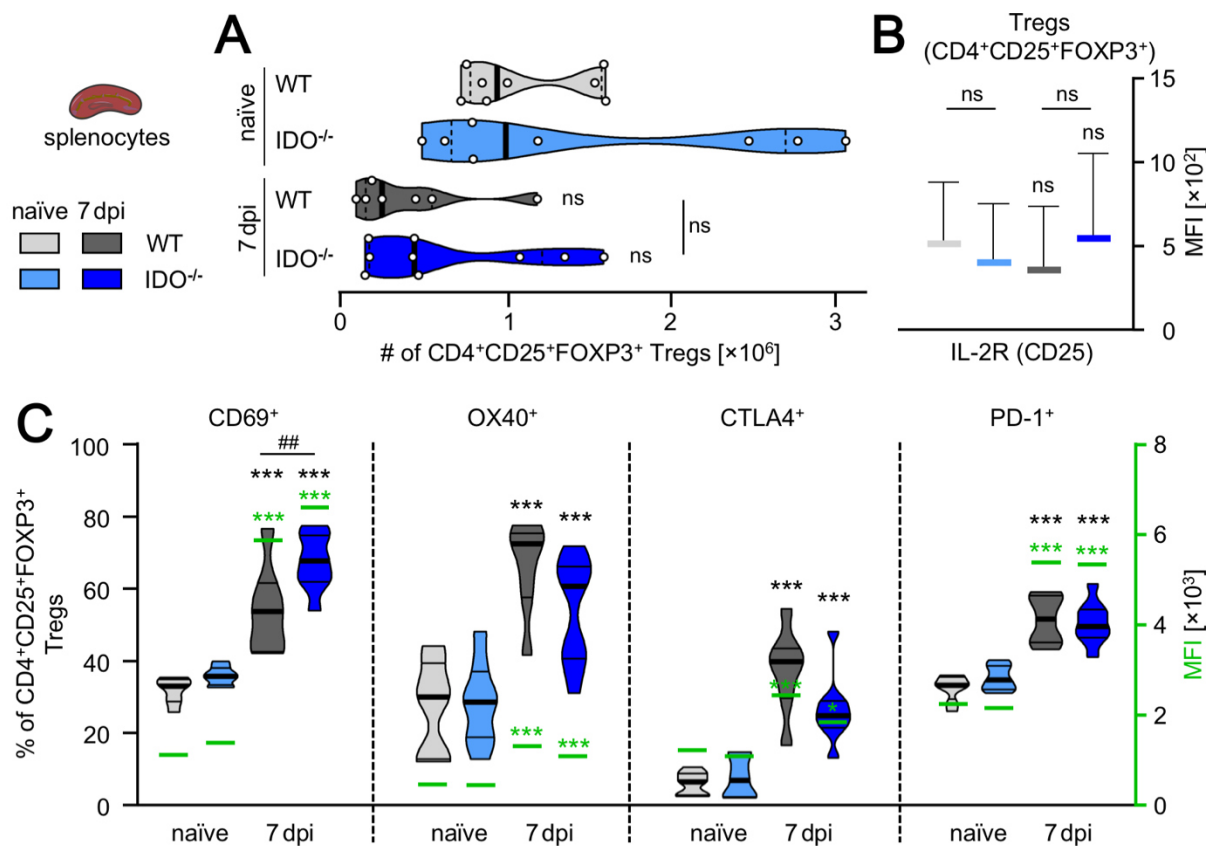 A
B
Tregs
(CD4⁺CD25⁺FOXP3⁺)
splenocytes
naïve 7 dpi
WT
IDO⁻/⁻
naïve
WT
IDO⁻/⁻
7 dpi
WT
ns
IDO⁻/⁻
ns
ns
0 1 2 3
# of CD4⁺CD25⁺FOXP3⁺ Tregs [×10⁶]
ns ns
ns
ns
15
10
5
0
MFI [×10²]
IL-2R (CD25)
C
CD69⁺ OX40⁺ CTLA4⁺ PD-1⁺
% of CD4⁺CD25⁺FOXP3⁺
Tregs
100
80
60
40
20
0
##
*** ***
*** ***
*** ***
*** ***
*** ***
*** *
*** ***
*** ***
8
6
4
2
0
MFI [×10³]
naïve 7 dpi naïve 7 dpi naïve 7 dpi naïve 7 dpi